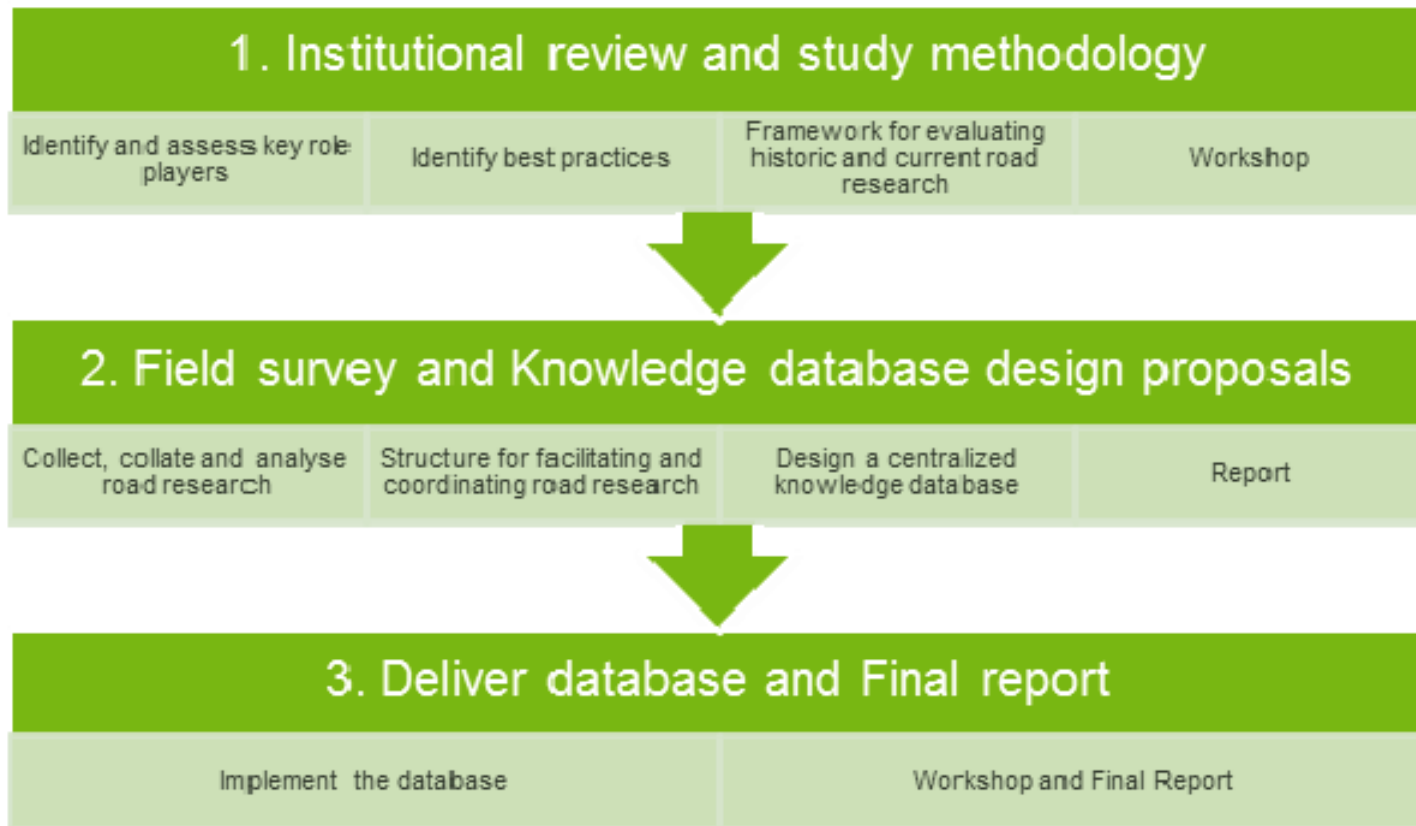 1. Institutional review and study methodology
Identify and assess key role
players
Identify best practices
Framework for evaluating
historic and current road
research
Workshop
2. Field survey and Knowledge database design proposals
Collect, collate and analyse
road research
Structure for facilitating and
coordinating road research
Design a centralized
knowledge database
Report
3. Deliver database and Final report
Implement the database
Workshop and Final Report